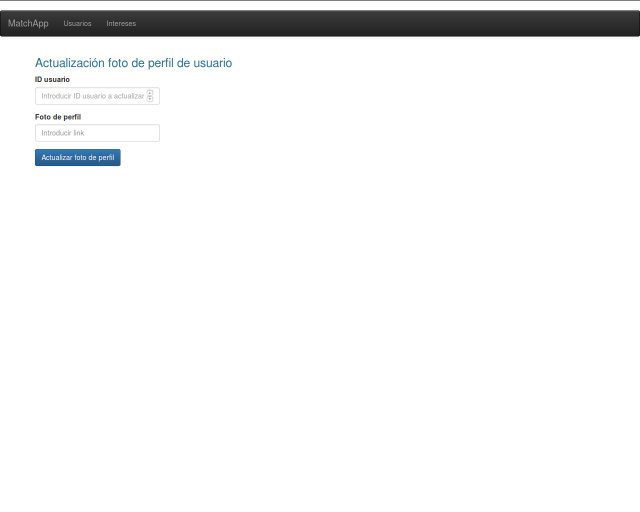 MatchApp Usuarios Intereses
Actualización foto de perfil de usuario
ID usuario
Introducir ID usuario a actualizar
Foto de perfil
Introducir link
Actualizar foto de perfil